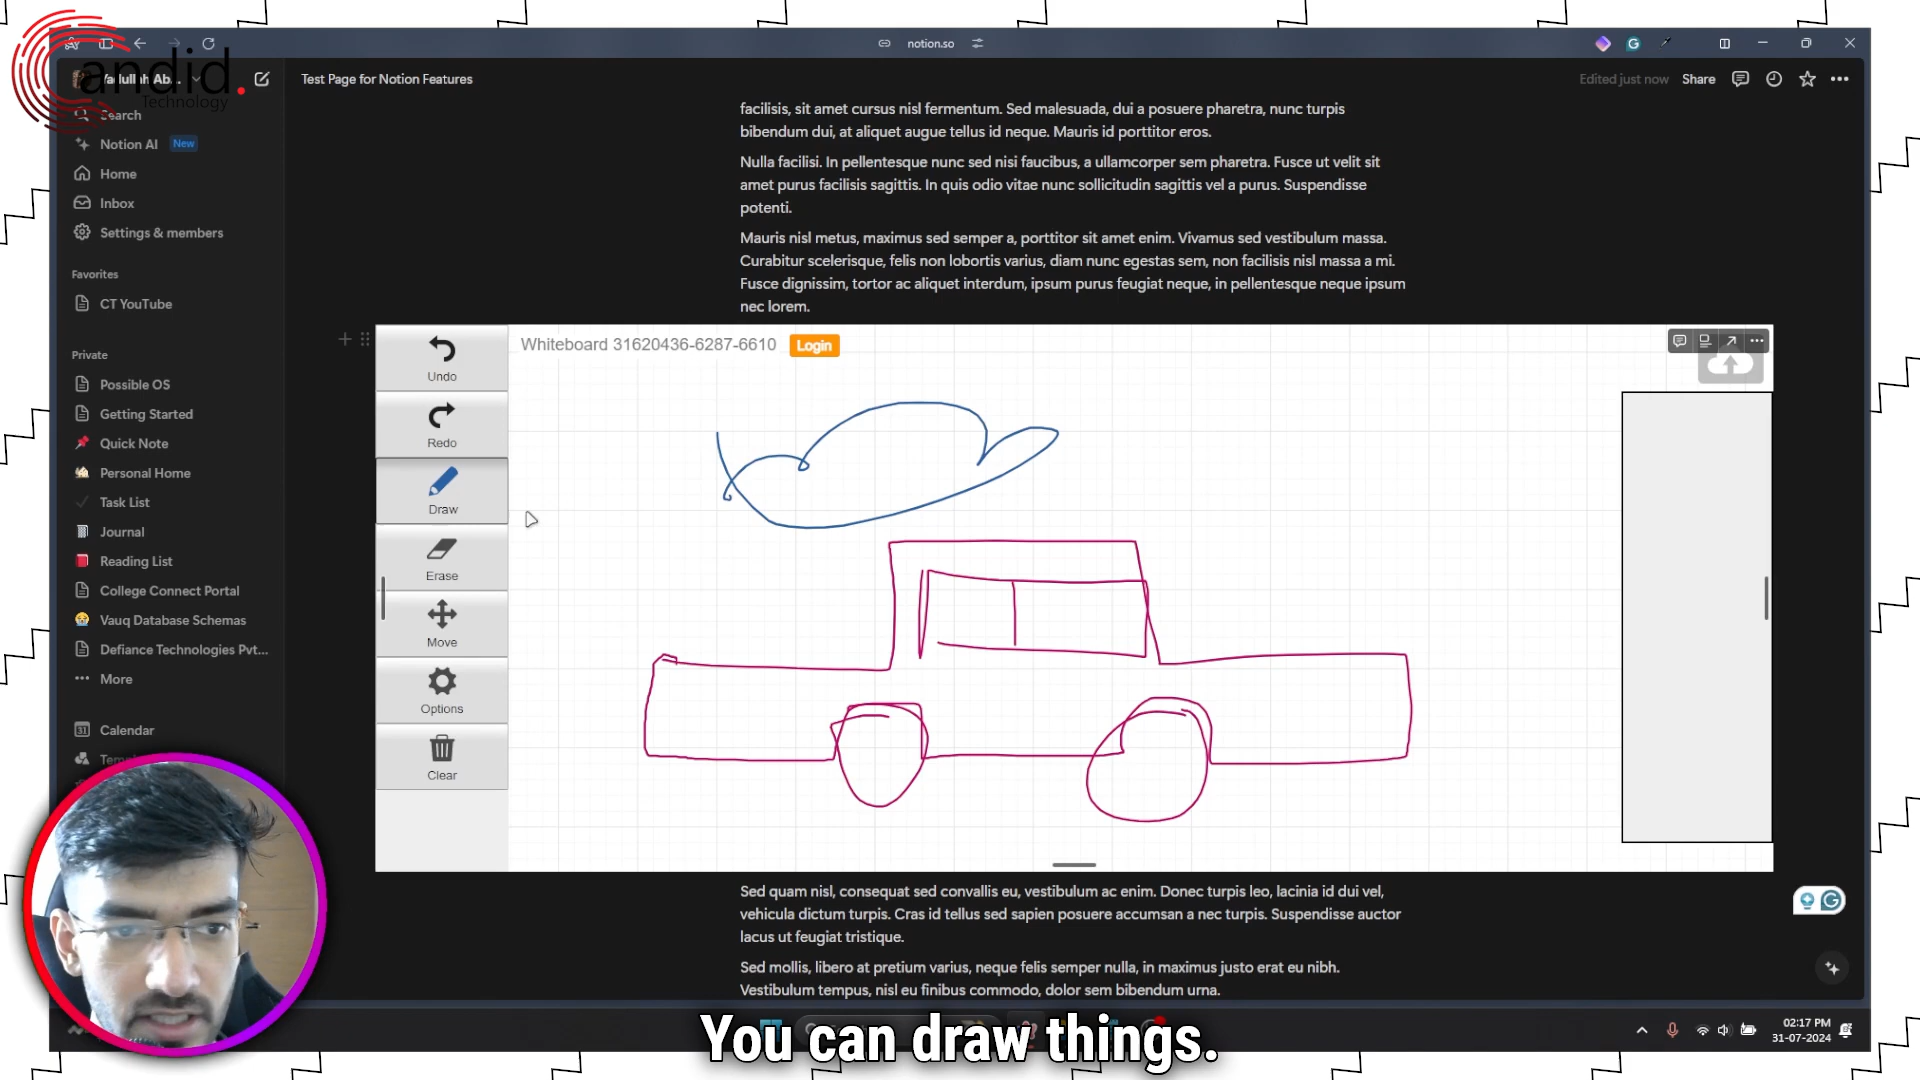 andid.
Technology
notion.so
Yadullah Ab...
Test Page for Notion Features
Edited just now
Share
Search
Notion AI New
Home
Inbox
Settings & members
Favorites
CT YouTube
Private
Possible OS
Getting Started
Quick Note
Personal Home
Task List
Journal
Reading List
College Connect Portal
Vauq Database Schemas
Defiance Technologies Pvt...
More
31 Calendar
facilisis, sit amet cursus nisl fermentum. Sed malesuada, dui a posuere pharetra, nunc turpis
bibendum dui, at aliquet augue tellus id neque. Mauris id porttitor eros.
Nulla facilisi. In pellentesque nunc sed nisi faucibus, a ullamcorper sem pharetra. Fusce ut velit sit
amet purus facilisis sagittis. In quis odio vitae nunc sollicitudin sagittis vel a purus. Suspendisse
potenti.
Mauris nisl metus, maximus sed semper a, porttitor sit amet enim. Vivamus sed vestibulum massa.
Curabitur scelerisque, felis non lobortis varius, diam nunc egestas sem, non facilisis nisl massa a mi.
Fusce dignissim, tortor ac aliquet interdum, ipsum purus feugiat neque, in pellentesque neque ipsum
nec lorem.
Whiteboard 31620436-6287-6610 Login
Undo
Redo
Draw
Erase
Move
Options
Clear
Sed quam nisl, consequat sed convallis eu, vestibulum ac enim. Donec turpis leo, lacinia id dui vel,
vehicula dictum turpis. Cras id tellus sed sapien posuere accumsan a nec turpis. Suspendisse auctor
lacus ut feugiat tristique.
Sed mollis, libero at pretium varius, neque felis semper nulla, in maximus justo erat eu nibh.
Vestibulum tempus, nisl eu finibus commodo, dolor sem bibendum urna.
You can draw things.
02:17 PM
31-07-2024